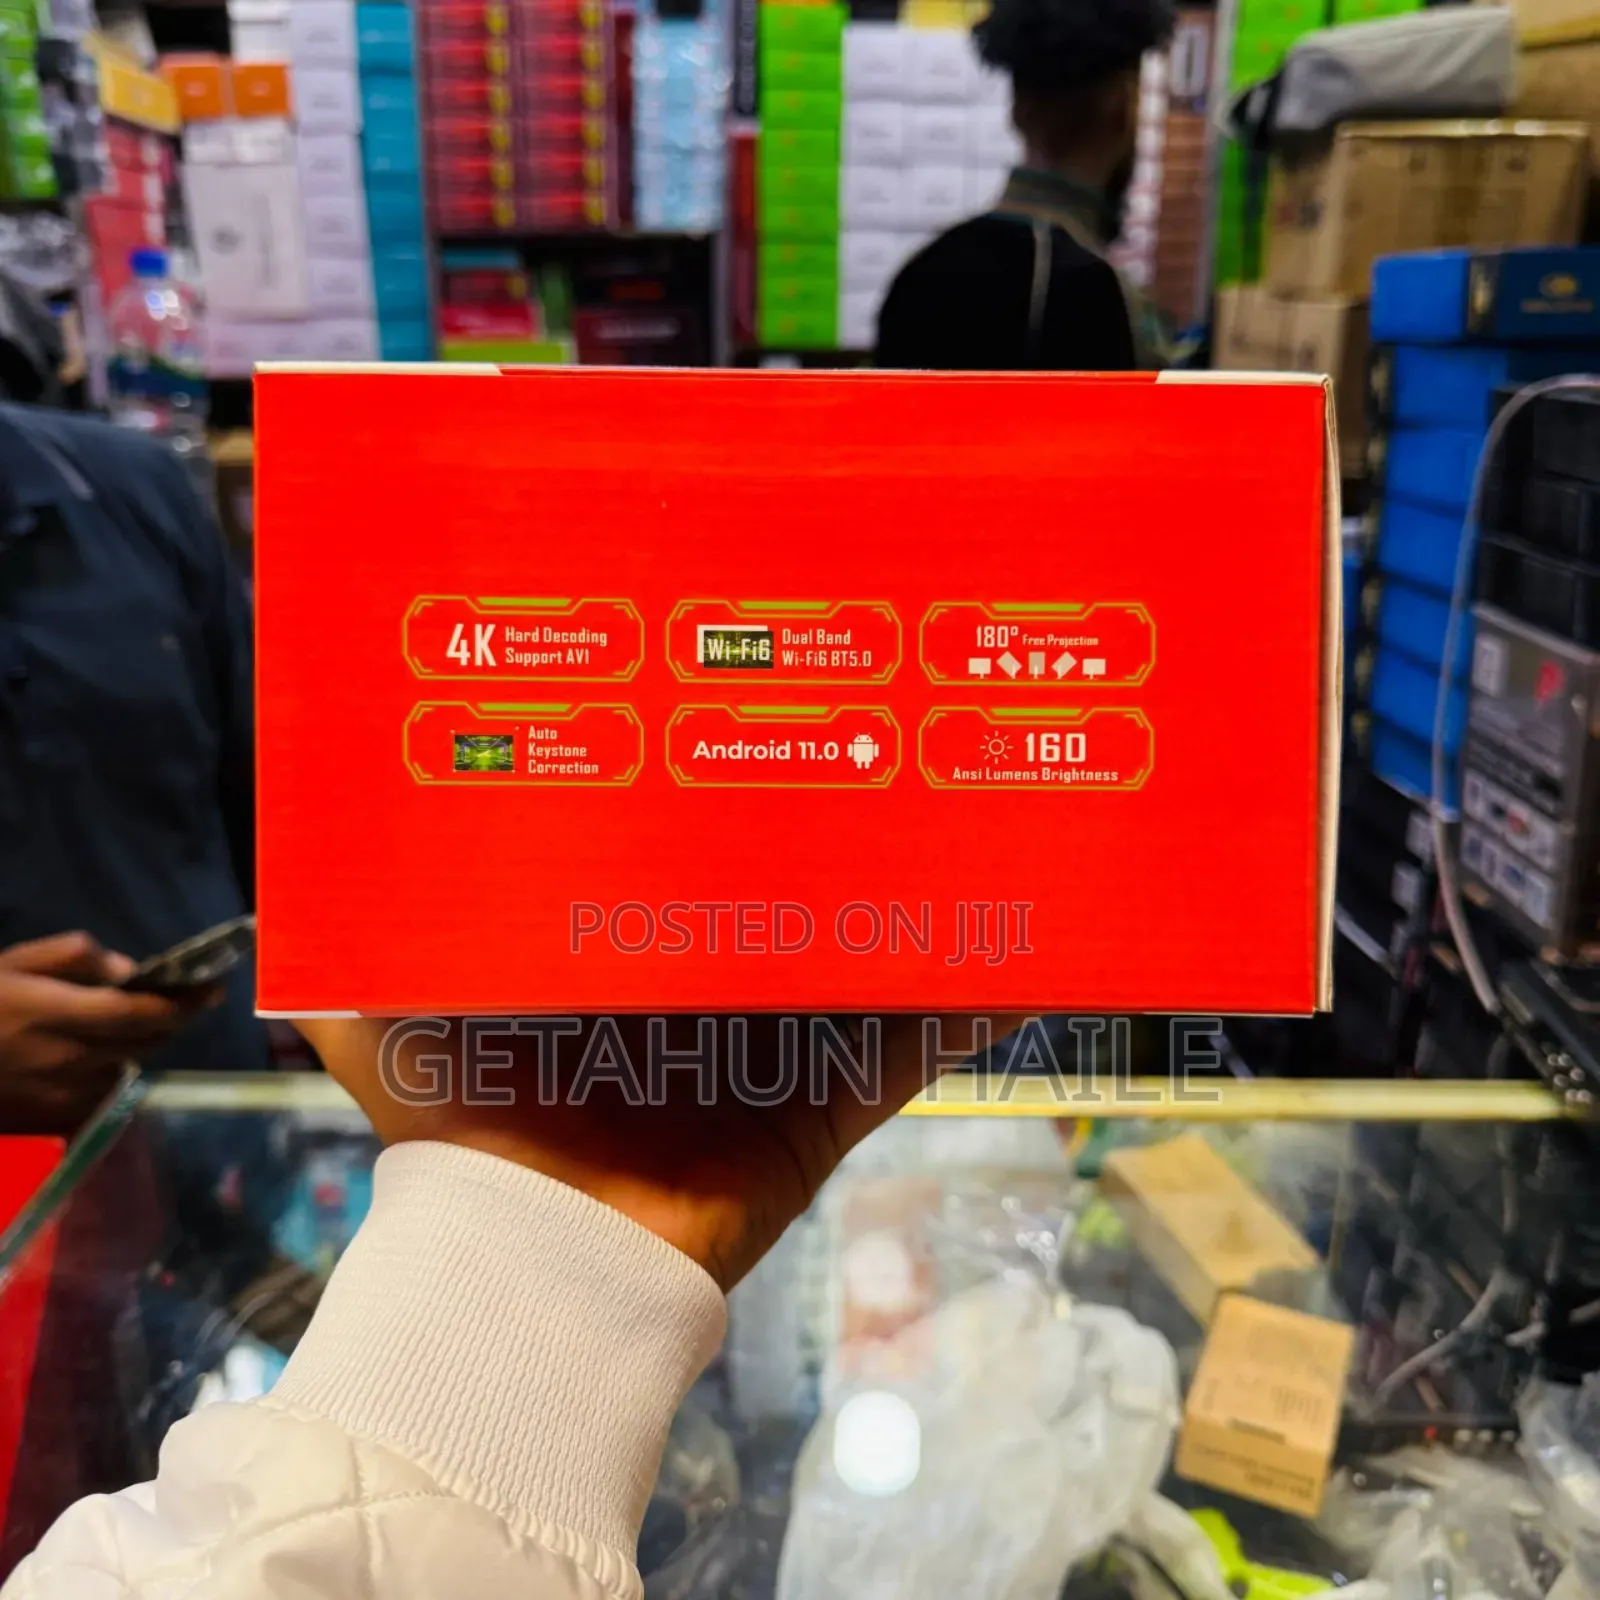 4K Hard Decoding
Support AV1
Wi-Fi6 Dual Band
Wi-Fi6 BT5.0
180° Free Projection
Auto
Keystone
Correction
Android 11.0
160
Ansi Lumens Brightness
POSTED ON JIJI
GETAHUN HAILE